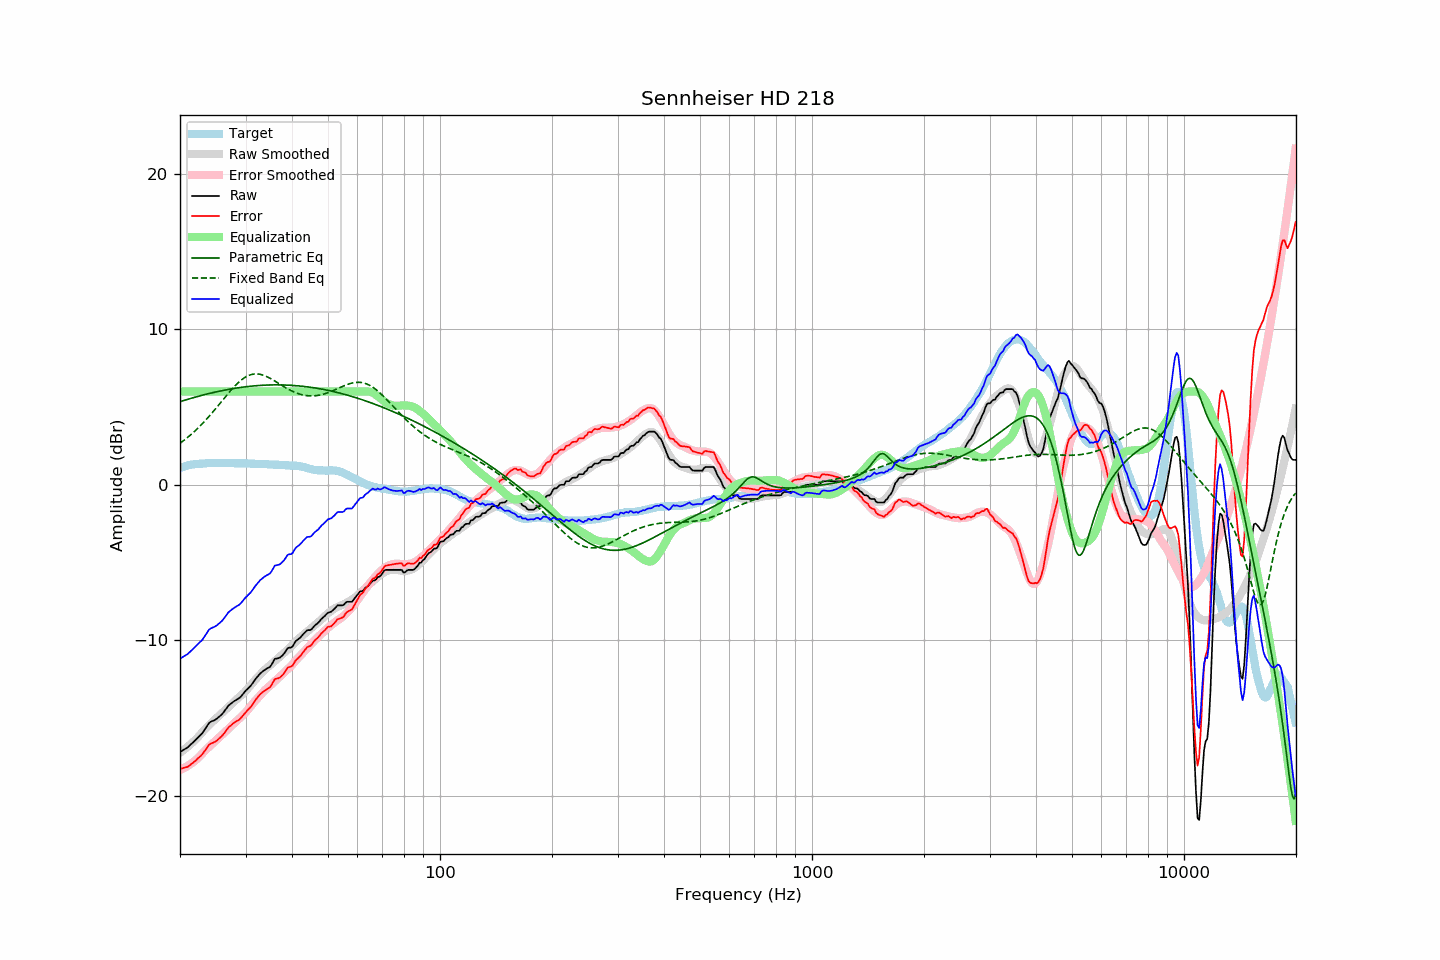 Sennheiser HD 218
Target
Raw Smoothed
Error Smoothed
Raw
Error
Equalization
Parametric Eq
Fixed Band Eq
Equalized
20
10
0
−10
−20
Amplitude (dBr)
100
1000
10000
Frequency (Hz)